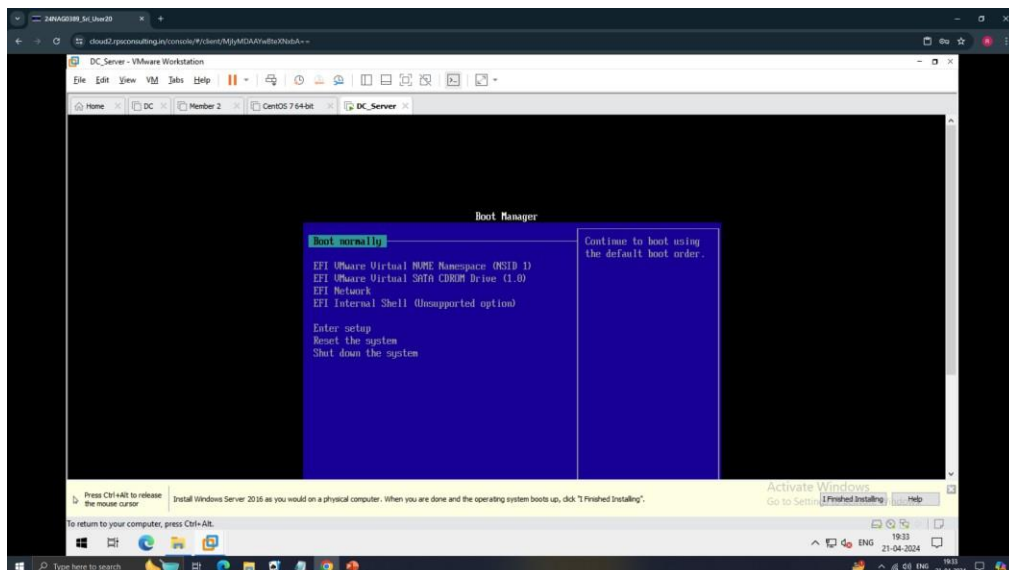 24NAG0389_Sri_User20
cloud2.rpsconsulting.in/console/#/client/MjIyMDAAYwBteXNxbA==
DC_Server - VMware Workstation
File Edit View VM Tabs Help
Home DC Member 2 CentOS 7 64-bit DC_Server
Boot Manager
Boot normally
Continue to boot using
the default boot order.
EFI VMware Virtual NVME Namespace (NSID 1)
EFI VMware Virtual SATA CDROM Drive (1.0)
EFI Network
EFI Internal Shell (Unsupported option)
Enter setup
Reset the system
Shut down the system
Activate Windows
Go to Settin
Press Ctrl+Alt to release
the mouse cursor
Install Windows Server 2016 as you would on a physical computer. When you are done and the operating system boots up, click "I Finished Installing".
I Finished Installing
Help
To return to your computer, press Ctrl+Alt.
ENG
19:33
21-04-2024
Type here to search
ENG
19:33